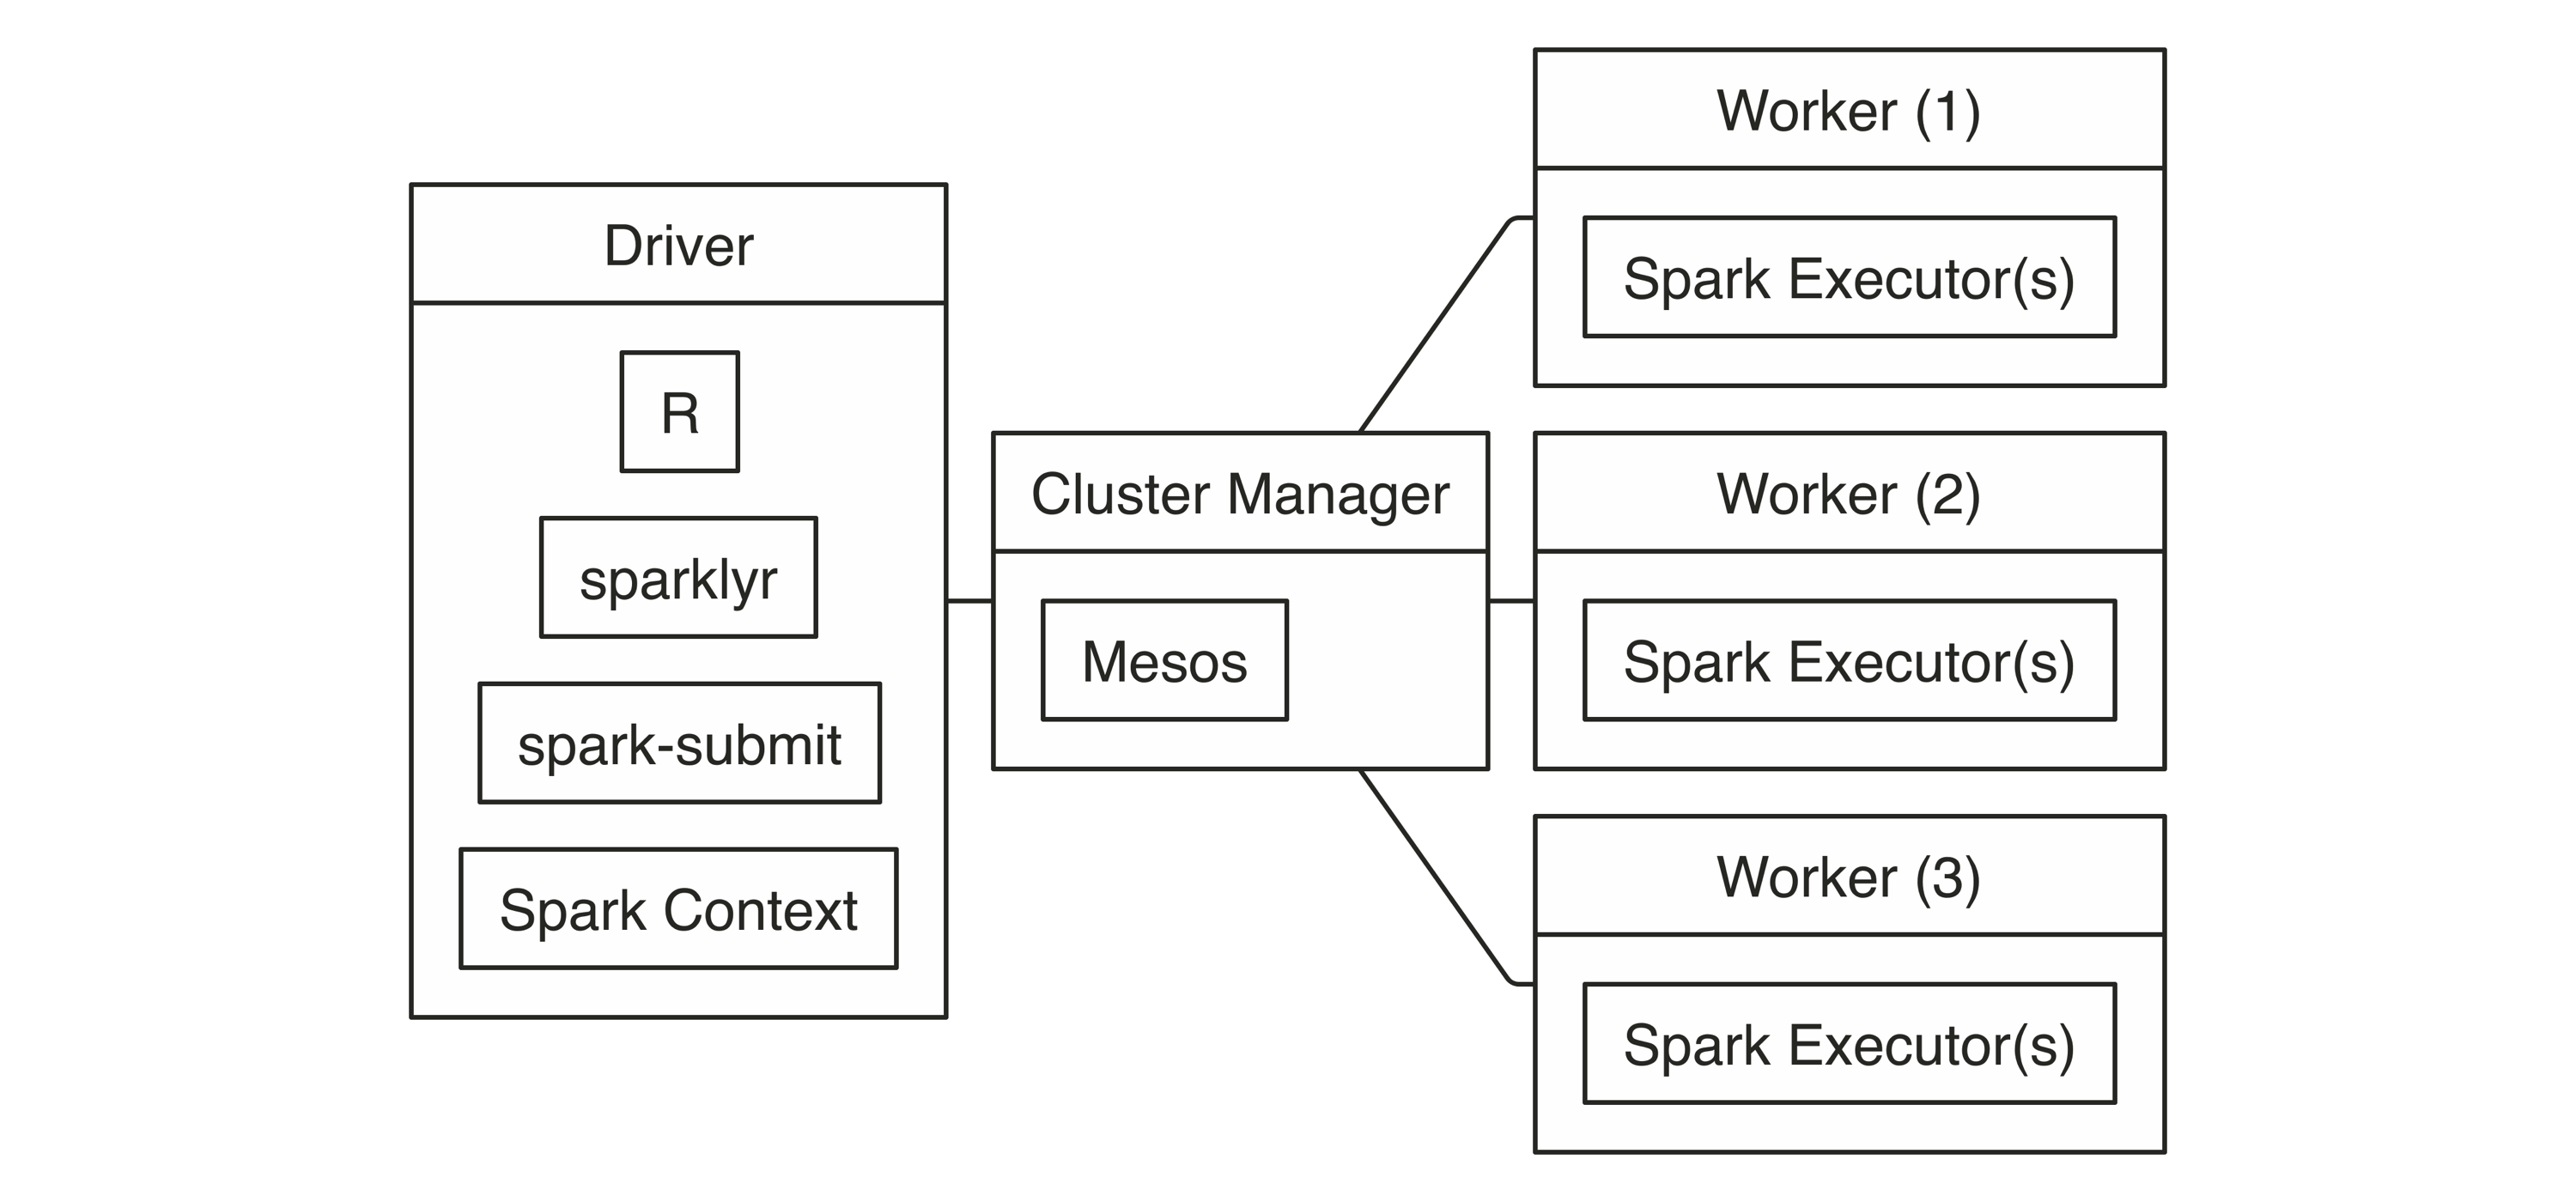 Driver
R
sparklyr
spark-submit
Spark Context
Cluster Manager
Mesos
Worker (1)
Spark Executor(s)
Worker (2)
Spark Executor(s)
Worker (3)
Spark Executor(s)